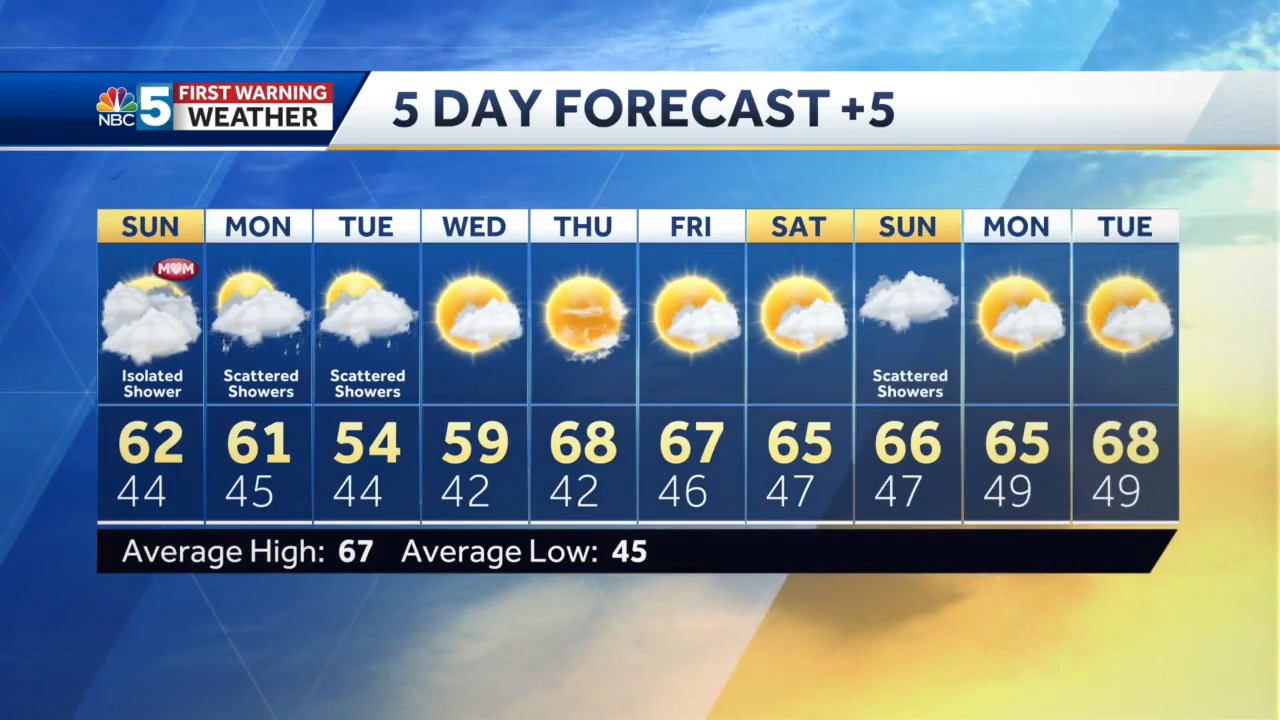 NBC 5 FIRST WARNING
WEATHER
5 DAY FORECAST +5
SUN MON TUE WED THU FRI SAT SUN MON TUE
MOM
Isolated Scattered Scattered Scattered
Shower Showers Showers Showers
62 61 54 59 68 67 65 66 65 68
44 45 44 42 42 46 47 47 49 49
Average High: 67 Average Low: 45